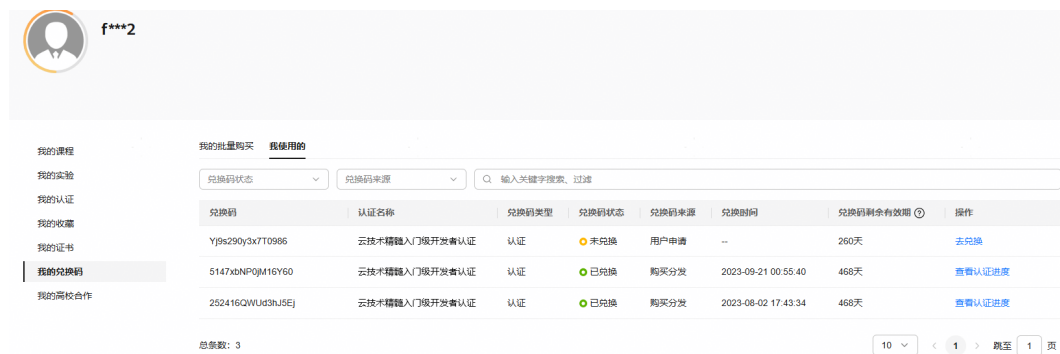 f***2
我的课程
我的实验
我的认证
我的收藏
我的证书
我的兑换码
我的高校合作
我的批量购买 我使用的
兑换码状态 兑换码来源 输入关键字搜索、过滤
兑换码 认证名称 兑换码类型 兑换码状态 兑换码来源 兑换时间 兑换码剩余有效期 ? 操作
Yj9s290y3x7T0986 云技术精髓入门级开发者认证 认证 未兑换 用户申请 -- 260天 去兑换
5147xbNP0jM16Y60 云技术精髓入门级开发者认证 认证 已兑换 购买分发 2023-09-21 00:55:40 468天 查看认证进度
252416QWUd3hJ5Ej 云技术精髓入门级开发者认证 认证 已兑换 购买分发 2023-08-02 17:43:34 468天 查看认证进度
总条数：3 10 < 1 > 跳至 1 页